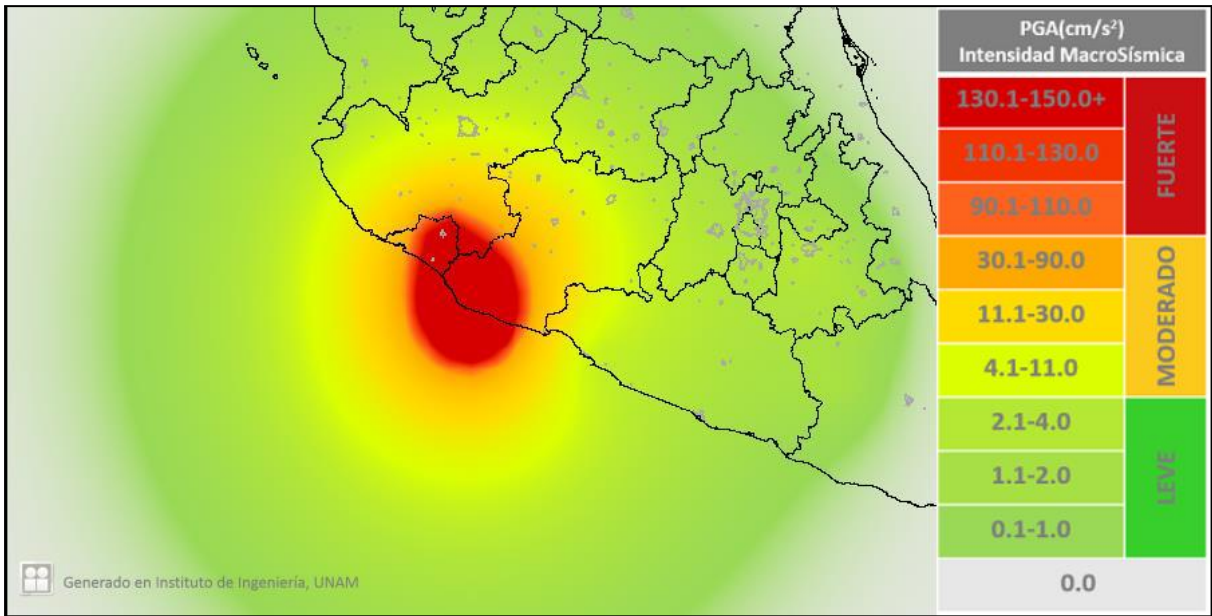 PGA(cm/s²)
Intensidad MacroSísmica
130.1-150.0+
110.1-130.0
90.1-110.0
FUERTE
30.1-90.0
11.1-30.0
4.1-11.0
MODERADO
2.1-4.0
1.1-2.0
0.1-1.0
LEVE
0.0
Generado en Instituto de Ingeniería, UNAM